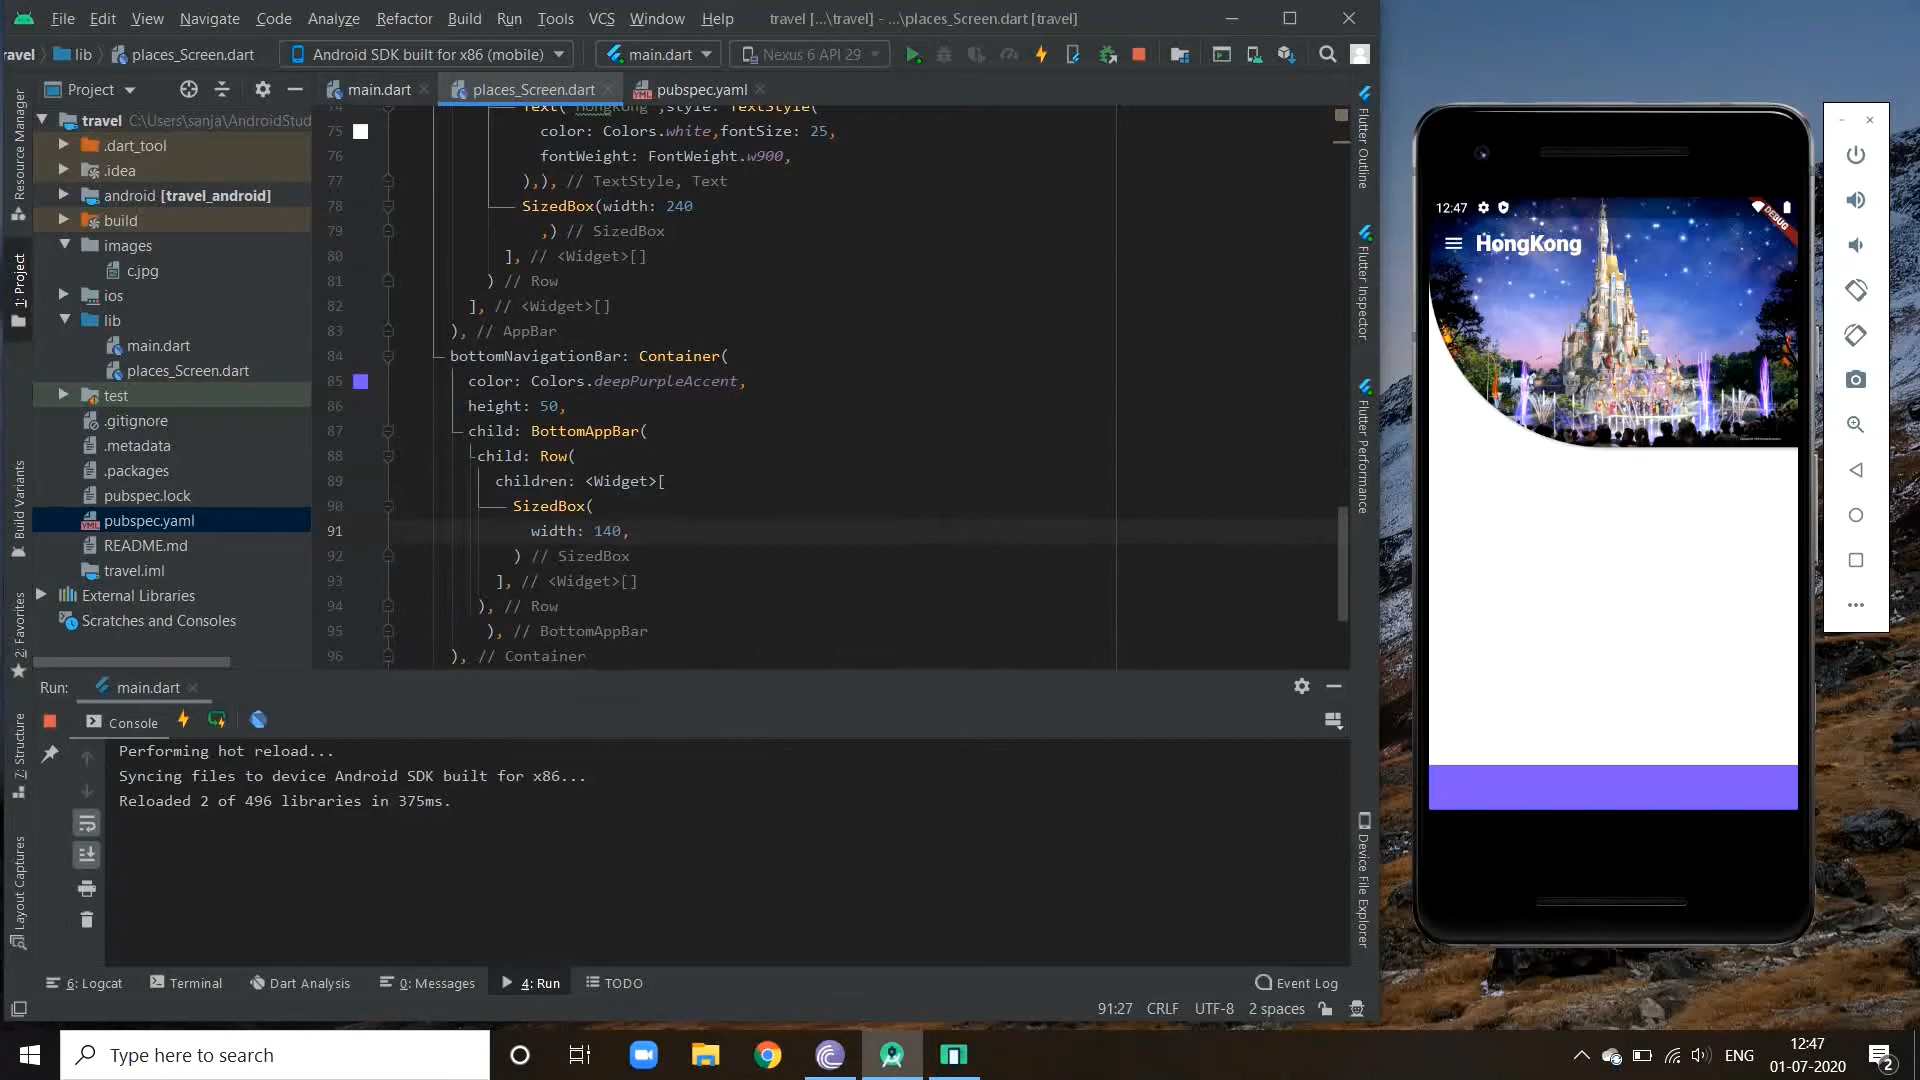 File Edit View Navigate Code Analyze Refactor Build Run Tools VCS Window Help travel [...\travel] - ...\places_Screen.dart [travel]
ravel lib places_Screen.dart Android SDK built for x86 (mobile) main.dart Nexus 6 API 29
Project main.dart places_Screen.dart pubspec.yaml
travel C:\Users\sanja\AndroidStud
.dart_tool
.idea
android [travel_android]
build
images
c.jpg
ios
lib
main.dart
places_Screen.dart
test
.gitignore
.metadata
.packages
pubspec.lock
pubspec.yaml
README.md
travel.iml
External Libraries
Scratches and Consoles
Resource Manager
1: Project
Build Variants
2: Favorites
7: Structure
Layout Captures
74 Text("HongKong",style: TextStyle(
75 color: Colors.white,fontSize: 25,
76 fontWeight: FontWeight.w900,
77 ),), // TextStyle, Text
78 SizedBox(width: 240
79 ,) // SizedBox
80 ], // <Widget>[]
81 ) // Row
82 ], // <Widget>[]
83 ), // AppBar
84 bottomNavigationBar: Container(
85 color: Colors.deepPurpleAccent,
86 height: 50,
87 child: BottomAppBar(
88 child: Row(
89 children: <Widget>[
90 SizedBox(
91 width: 140,
92 ) // SizedBox
93 ], // <Widget>[]
94 ), // Row
95 ), // BottomAppBar
96 ), // Container
Flutter Outline
Flutter Inspector
Flutter Performance
Device File Explorer
Run: main.dart
Console
Performing hot reload...
Syncing files to device Android SDK built for x86...
Reloaded 2 of 496 libraries in 375ms.
6: Logcat Terminal Dart Analysis 0: Messages 4: Run TODO Event Log
91:27 CRLF UTF-8 2 spaces
12:47
DEBUG
HongKong
Type here to search
ENG
12:47
01-07-2020
2